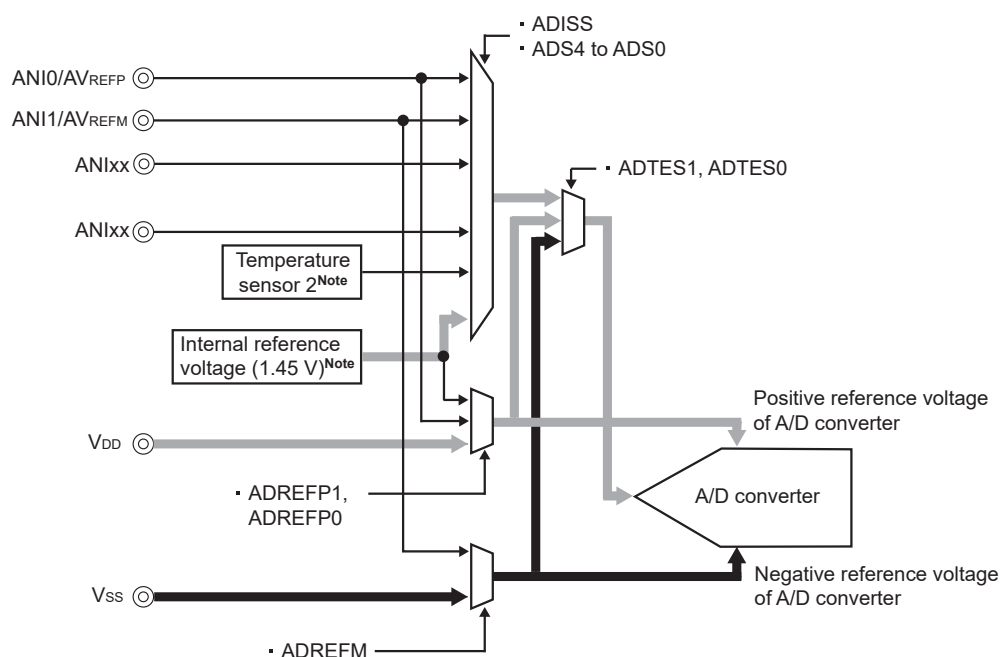 ▪ ADISS
▪ ADS4 to ADS0
ANI0/AVREFP
ANI1/AVREFM
ANIxx
▪ ADTES1, ADTES0
ANIxx
Temperature
sensor 2Note
Internal reference
voltage (1.45 V)Note
Positive reference voltage
of A/D converter
VDD
▪ ADREFP1,
ADREFP0
A/D converter
Negative reference voltage
of A/D converter
VSS
▪ ADREFM